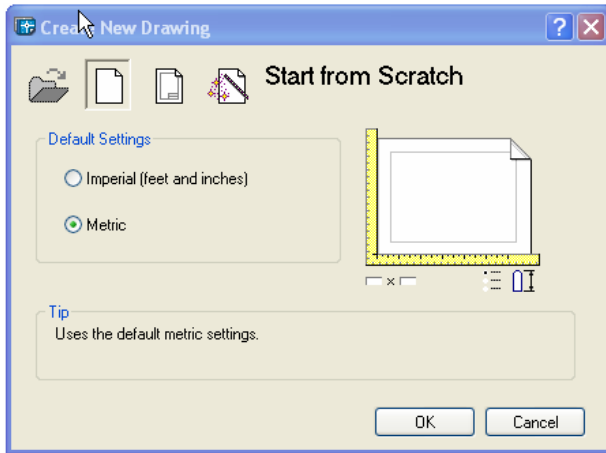 Create New Drawing
Start from Scratch
Default Settings
Imperial (feet and inches)
Metric
Tip
Uses the default metric settings.
OK
Cancel